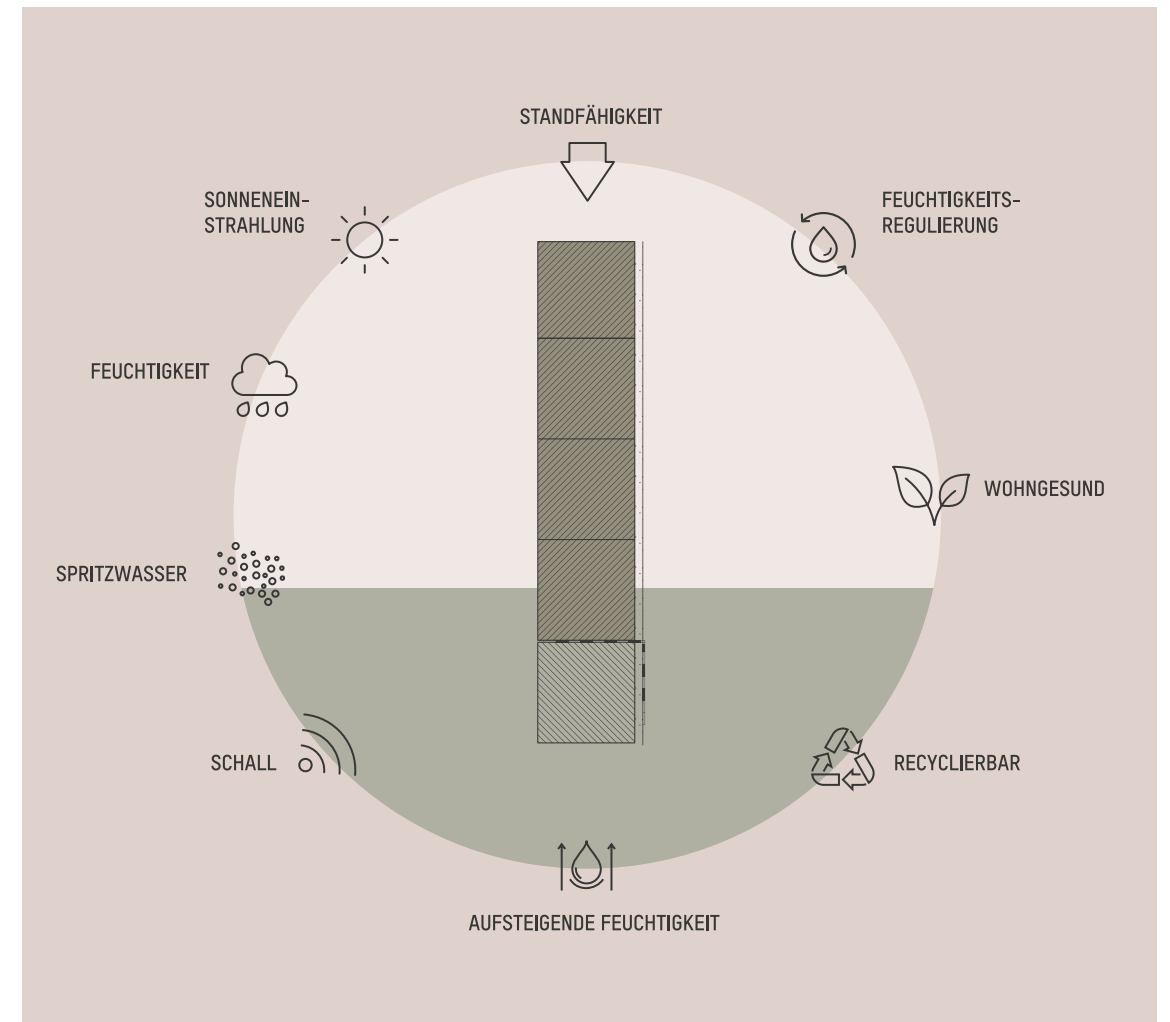 STANDFÄHIGKEIT
SONNENEIN-
STRAHLUNG
FEUCHTIGKEITS-
REGULIERUNG
FEUCHTIGKEIT
WOHNGESUND
SPRITZWASSER
SCHALL
RECYCLIERBAR
AUFSTEIGENDE FEUCHTIGKEIT